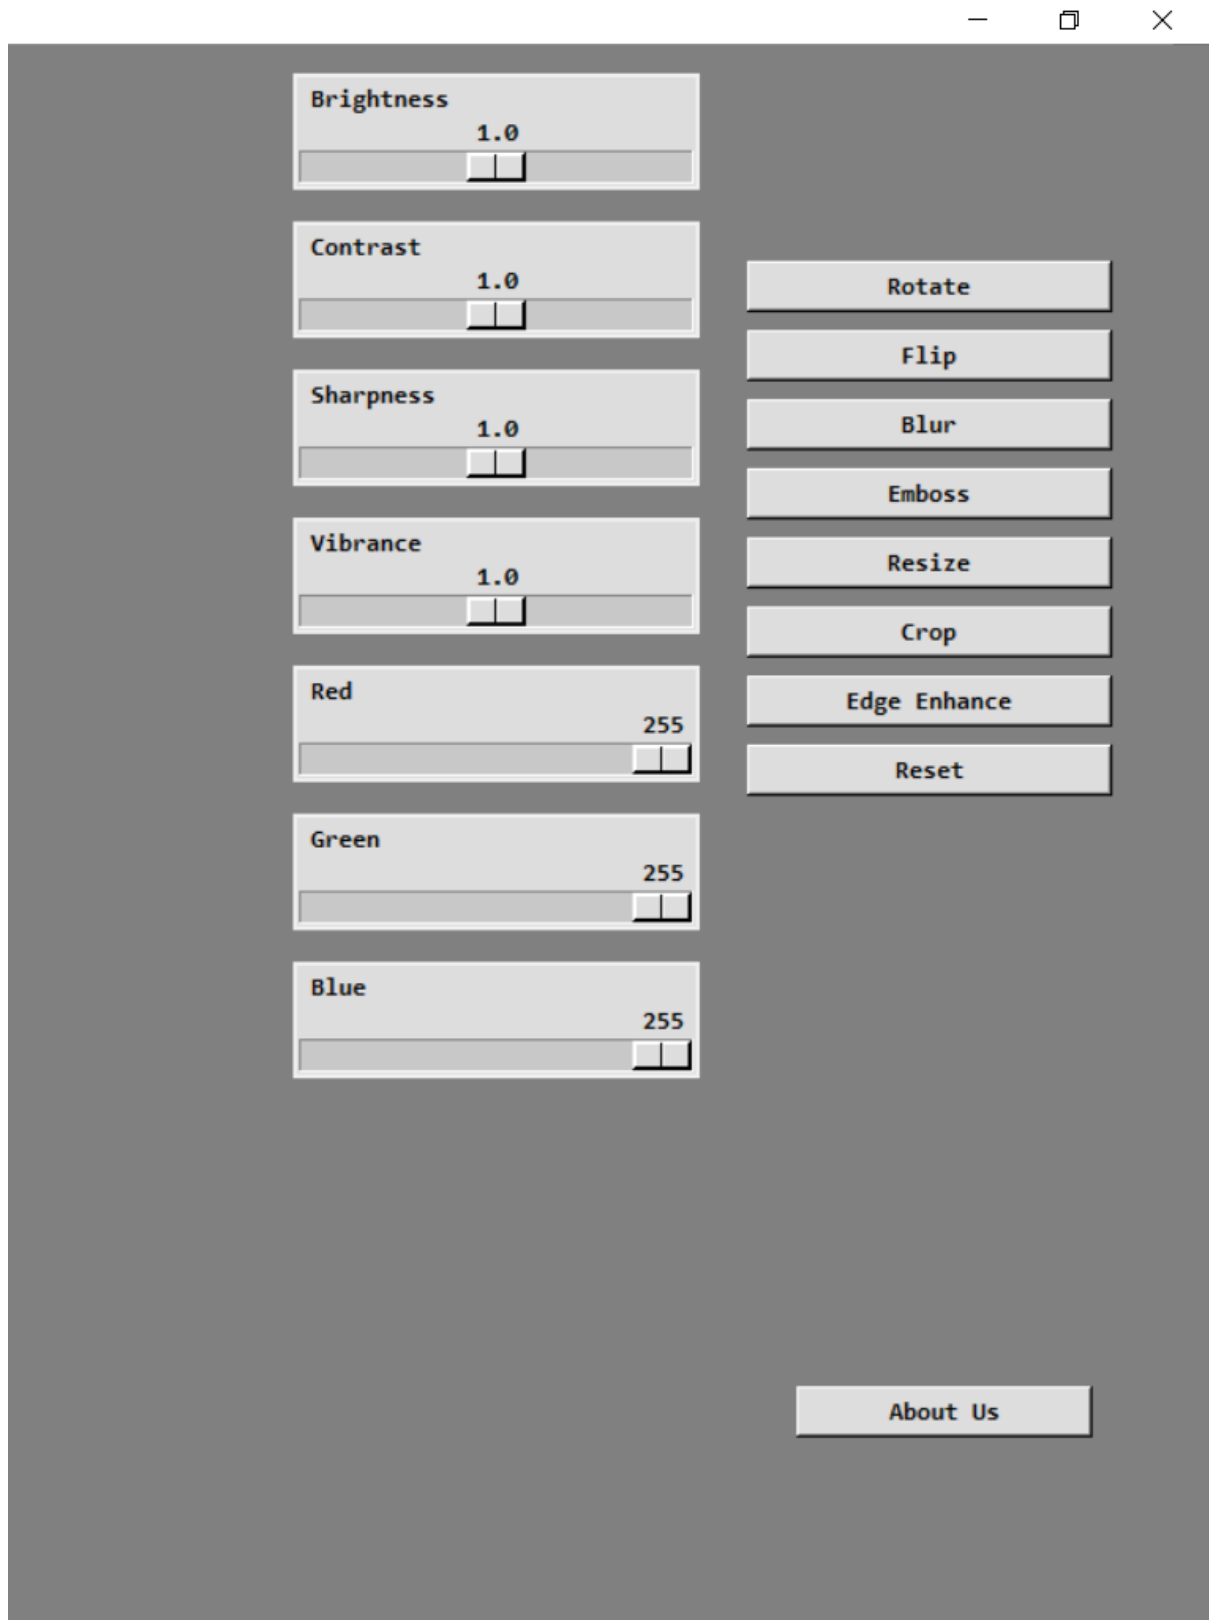 Brightness
1.0
Contrast
1.0
Sharpness
1.0
Vibrance
1.0
Red
255
Green
255
Blue
255
Rotate
Flip
Blur
Emboss
Resize
Crop
Edge Enhance
Reset
About Us